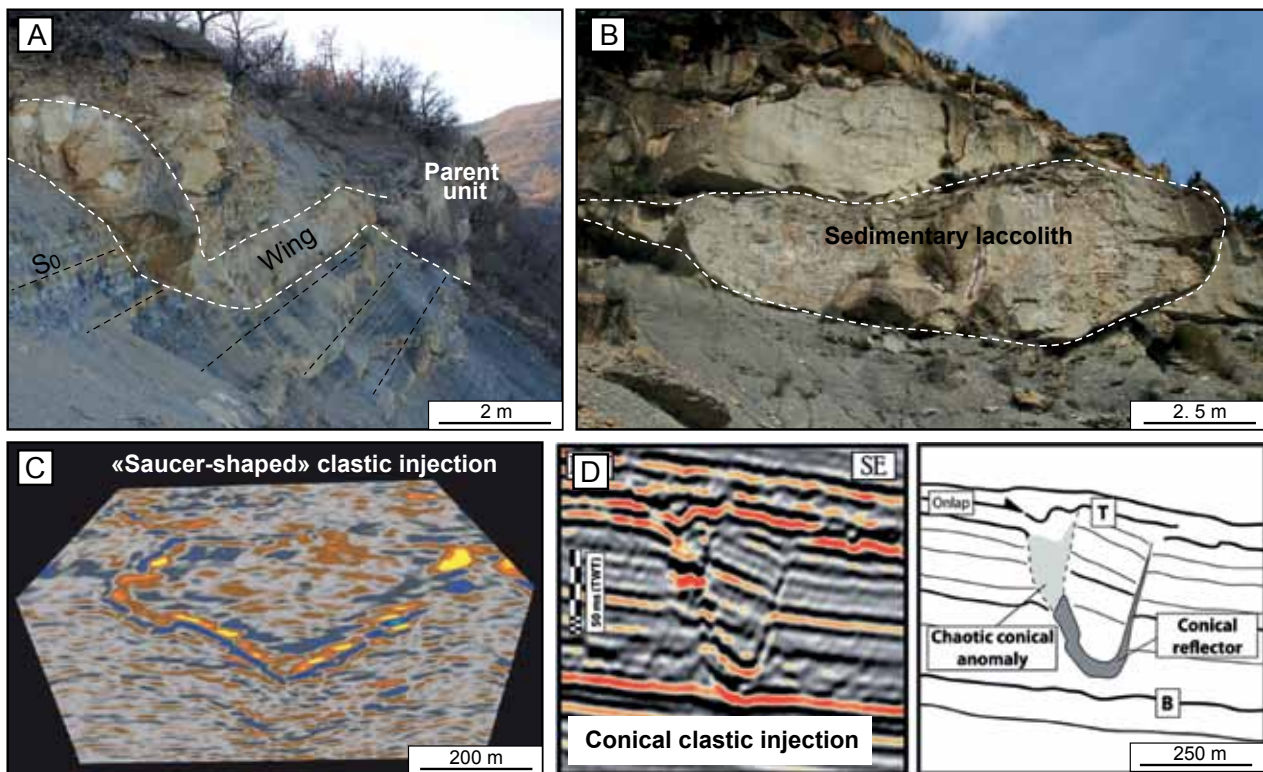 A
Parent
unit
Wing
S0
2 m
B
Sedimentary laccolith
2. 5 m
C
«Saucer-shaped» clastic injection
200 m
D
SE
50 ms (TWT)
Conical clastic injection
Onlap
T
Chaotic conical
anomaly
Conical
reflector
B
250 m